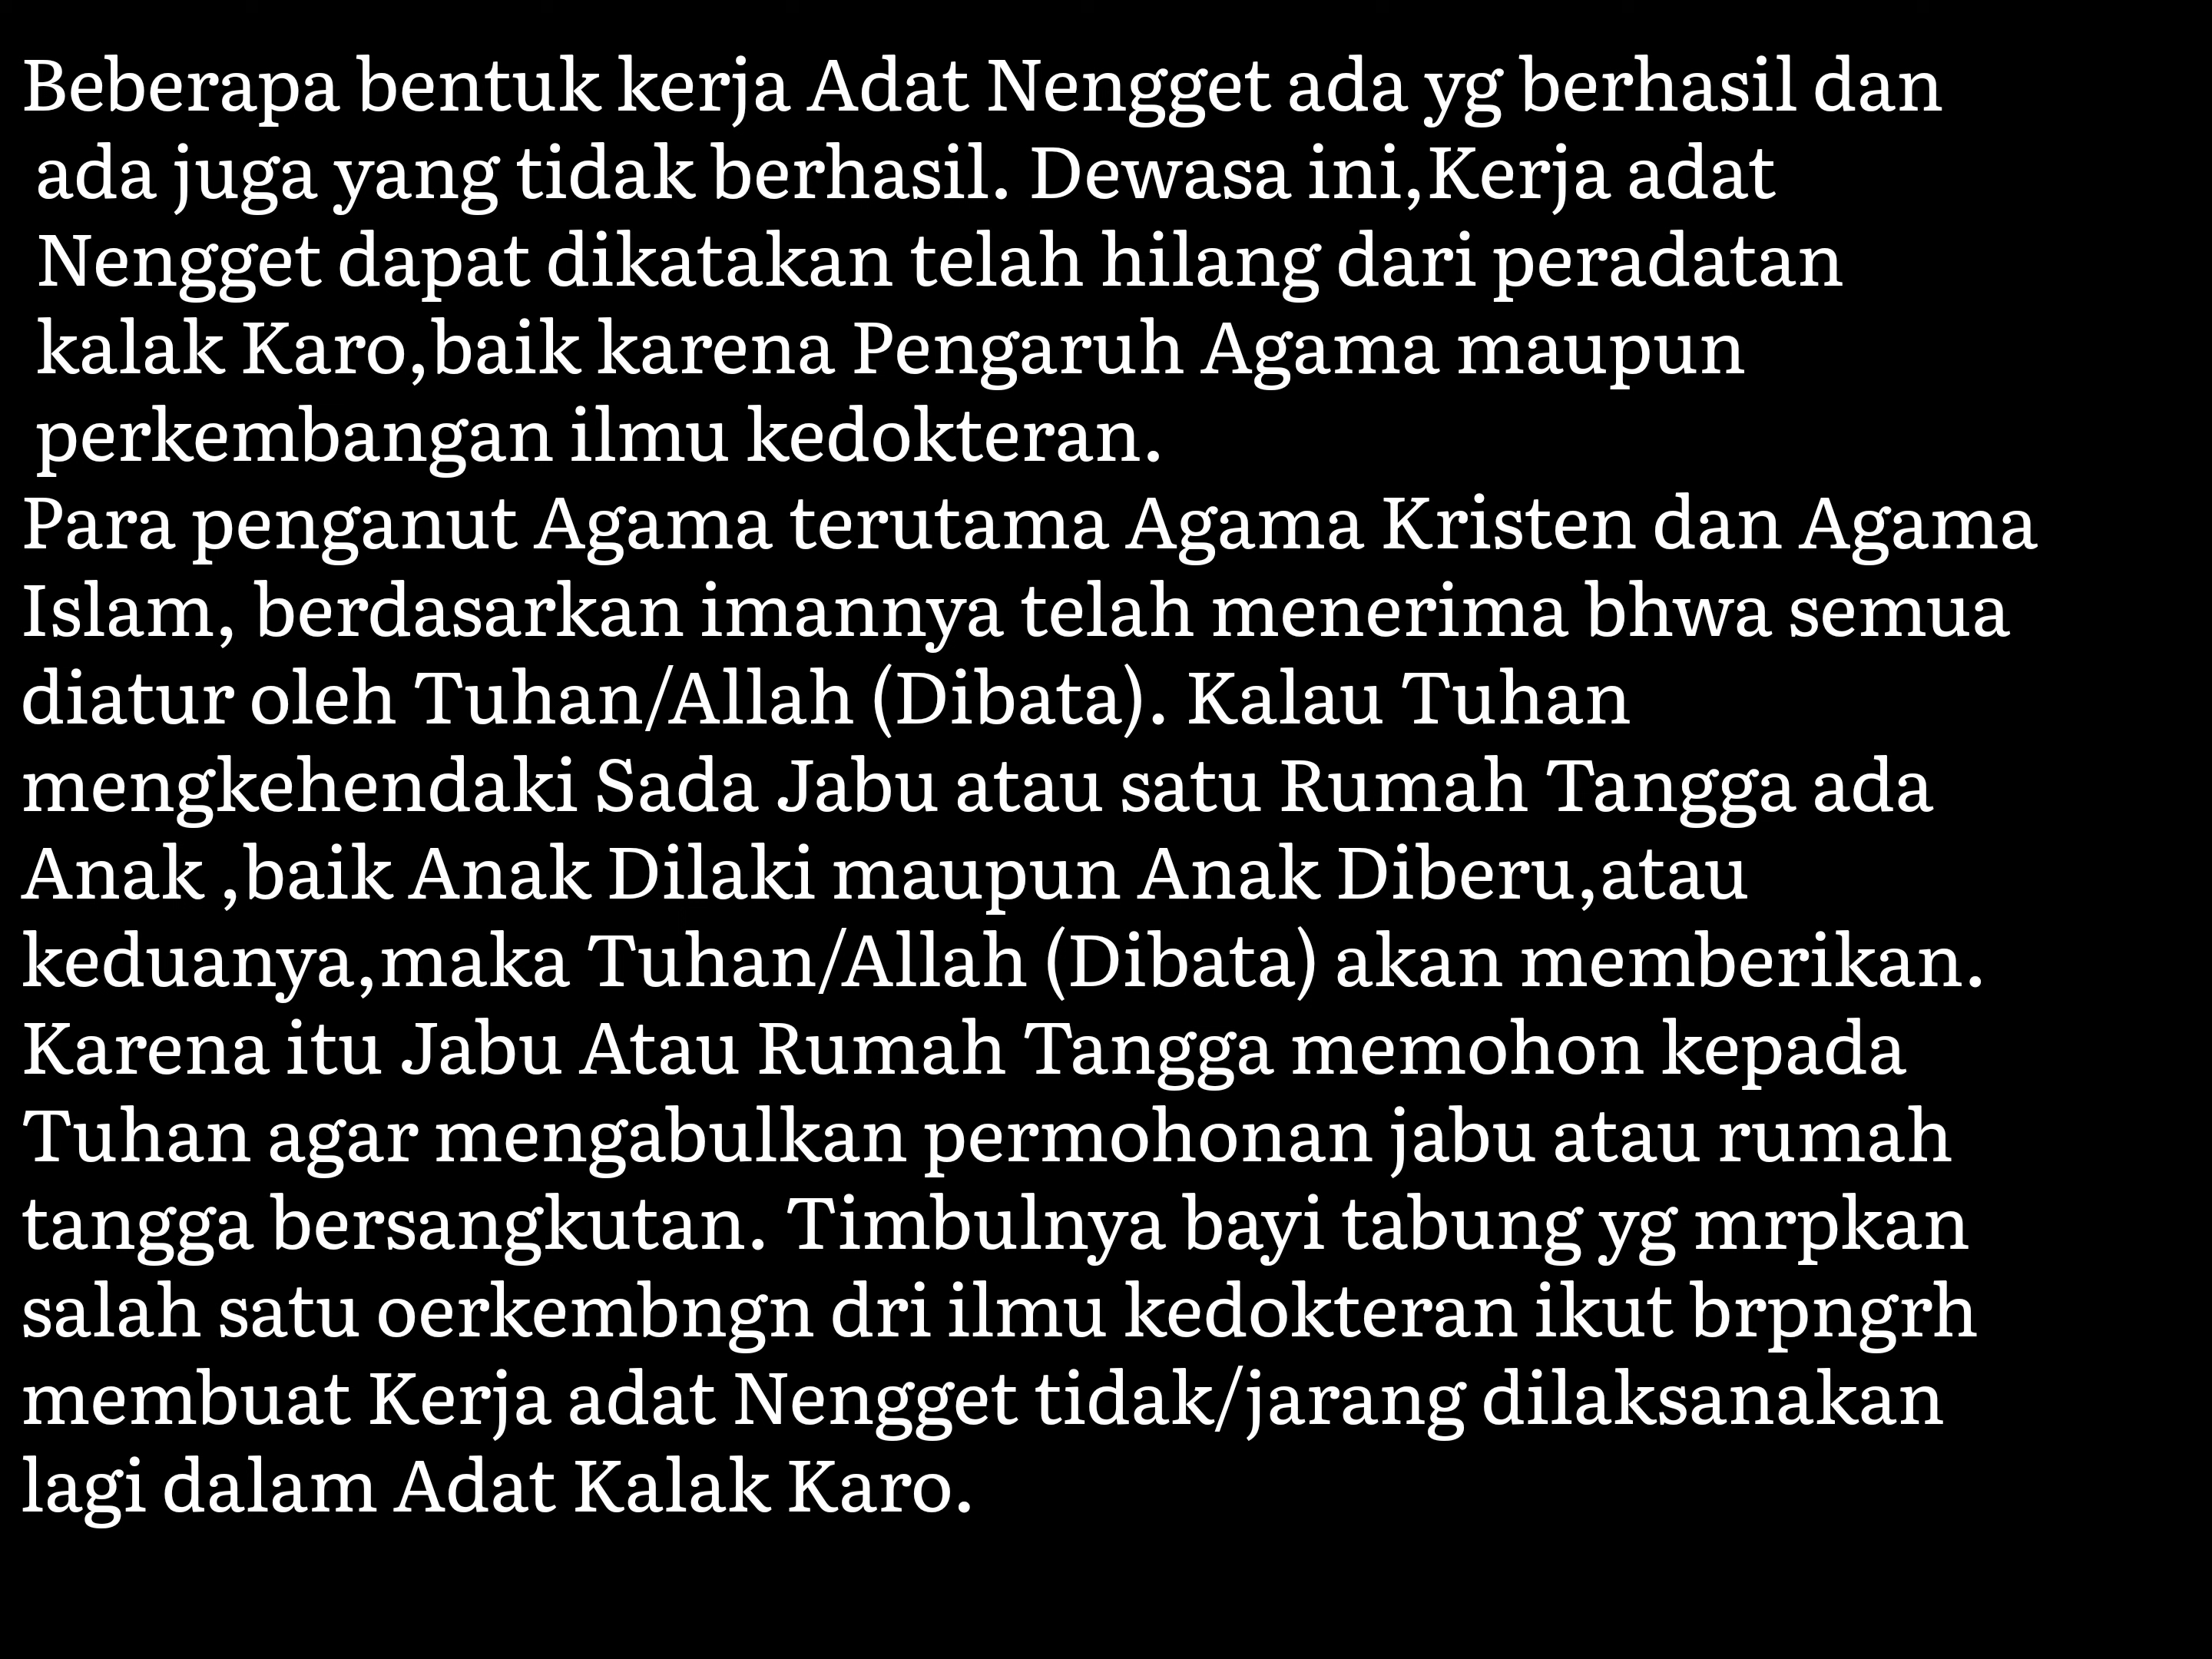 Beberapa bentuk kerja Adat Nengget ada yg berhasil dan
ada juga yang tidak berhasil. Dewasa ini,Kerja adat
Nengget dapat dikatakan telah hilang dari peradatan
kalak Karo,baik karena Pengaruh Agama maupun
perkembangan ilmu kedokteran.
Para penganut Agama terutama Agama Kristen dan Agama
Islam, berdasarkan imannya telah menerima bhwa semua
diatur oleh Tuhan/Allah (Dibata). Kalau Tuhan
mengkehendaki Sada Jabu atau satu Rumah Tangga ada
Anak ,baik Anak Dilaki maupun Anak Diberu,atau
keduanya,maka Tuhan/Allah (Dibata) akan memberikan.
Karena itu Jabu Atau Rumah Tangga memohon kepada
Tuhan agar mengabulkan permohonan jabu atau rumah
tangga bersangkutan. Timbulnya bayi tabung yg mrpkan
salah satu oerkembngn dri ilmu kedokteran ikut brpngrh
membuat Kerja adat Nengget tidak/jarang dilaksanakan
lagi dalam Adat Kalak Karo.